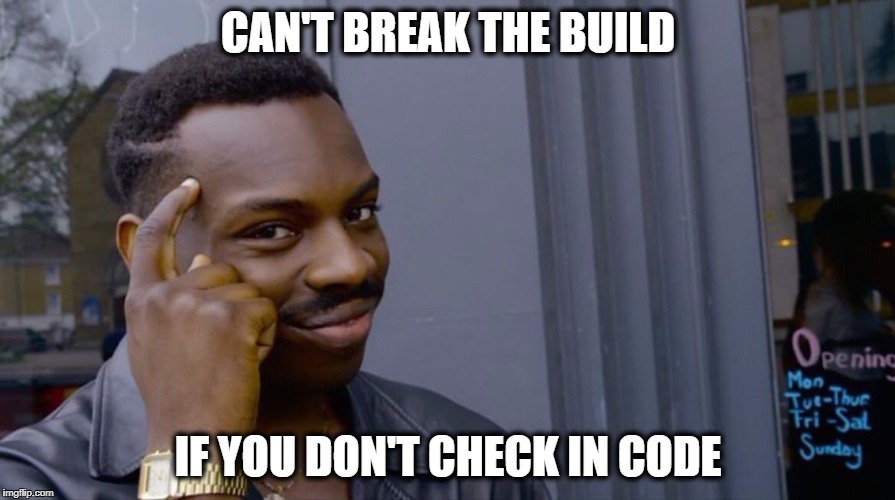 CAN'T BREAK THE BUILD
Opening
Mon
Tue-Thur
Fri-Sat
Sunday
IF YOU DON'T CHECK IN CODE
imgflip.com